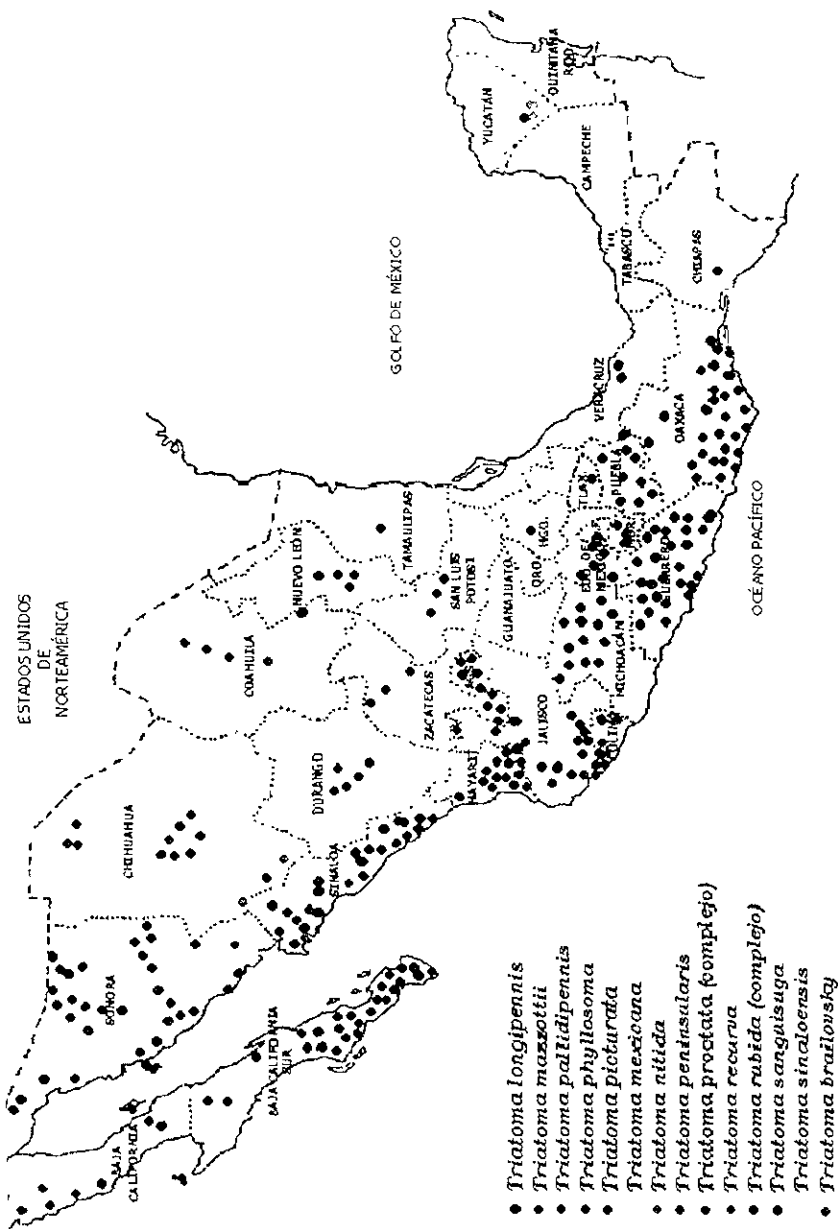 ESTADOS UNIDOS
DE
NORTEAMÉRICA
GOLFO DE MÉXICO
OCÉANO PACÍFICO
BAJA
CALIFORNIA
BAJA CALIFORNIA
SUR
SONORA
CHIHUAHUA
COAHUILA
NUEVO LEÓN
TAMAULIPAS
SINALOA
DURANGO
ZACATECAS
SAN LUIS
POTOSÍ
NAYARIT
AGS
JALISCO
GUANAJUATO
QRO
HGO.
COLIMA
MICHOACÁN
EDO. DE
MÉXICO
TLAX
PUEBLA
MOR
VERACRUZ
GUERRERO
OAXACA
TABASCO
CHIAPAS
CAMPECHE
YUCATÁN
QUINTANA
ROO
Triatoma longipennis
Triatoma mazzottii
Triatoma pallidipennis
Triatoma phyllosoma
Triatoma picturata
Triatoma mexicana
Triatoma nitida
Triatoma peninsularis
Triatoma proctata (complejo)
Triatoma recurva
Triatoma rubida (complejo)
Triatoma sanguisuga
Triatoma sinaloensis
Triatoma brailovsky